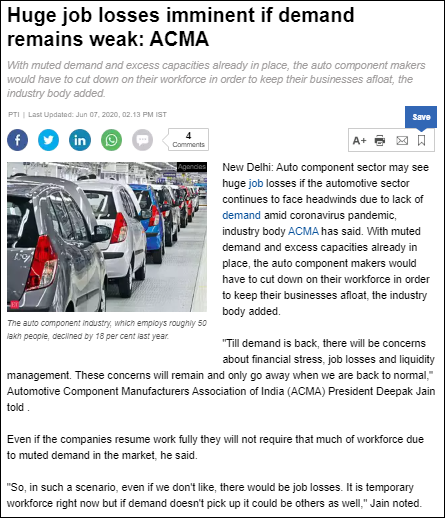 Huge job losses imminent if demand
remains weak: ACMA
With muted demand and excess capacities already in place, the auto component makers
would have to cut down on their workforce in order to keep their businesses afloat, the
industry body added.
PTI | Last Updated: Jun 07, 2020, 02.13 PM IST
Save
4
Comments
A+
Agencies
ET
The auto component industry, which employs roughly 50
lakh people, declined by 18 per cent last year.
New Delhi: Auto component sector may see
huge job losses if the automotive sector
continues to face headwinds due to lack of
demand amid coronavirus pandemic,
industry body ACMA has said. With muted
demand and excess capacities already in
place, the auto component makers would
have to cut down on their workforce in order
to keep their businesses afloat, the industry
body added.
"Till demand is back, there will be concerns
about financial stress, job losses and liquidity
management. These concerns will remain and only go away when we are back to normal,"
Automotive Component Manufacturers Association of India (ACMA) President Deepak Jain
told .
Even if the companies resume work fully they will not require that much of workforce due
to muted demand in the market, he said.
"So, in such a scenario, even if we don't like, there would be job losses. It is temporary
workforce right now but if demand doesn't pick up it could be others as well," Jain noted.